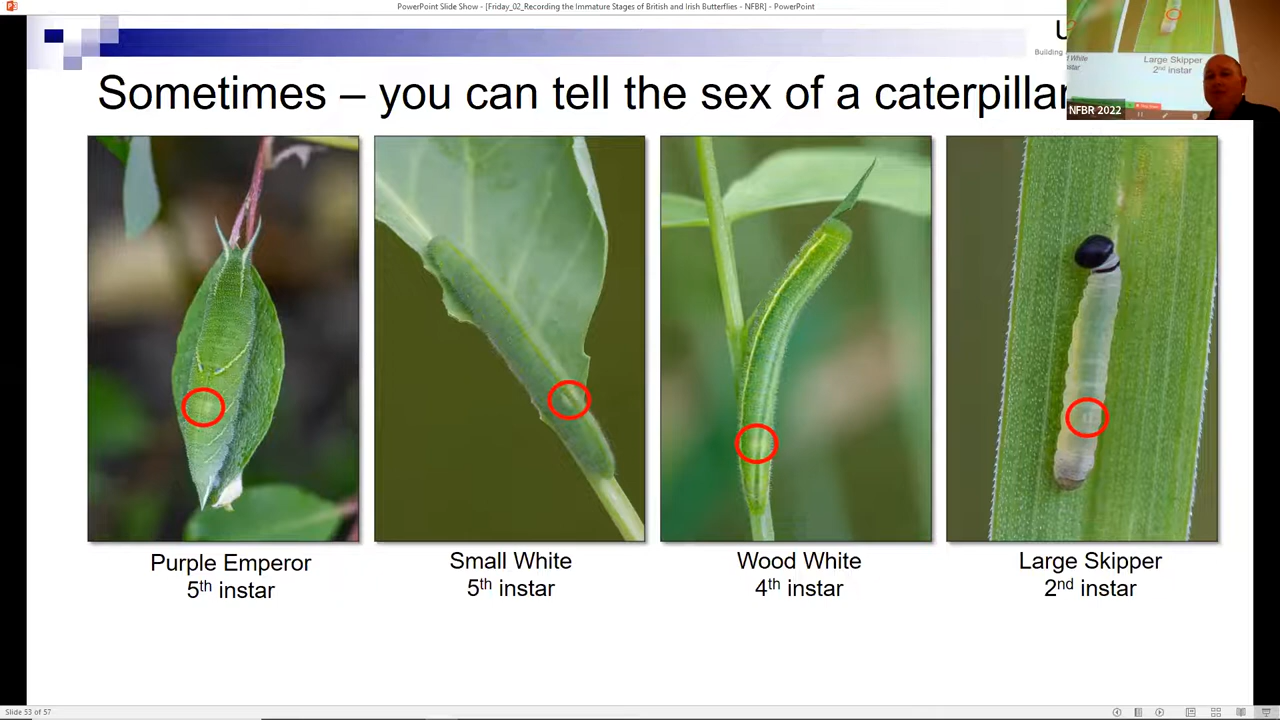 PowerPoint Slide Show - [Friday_02_Recording the Immature Stages of British and Irish Butterflies - NFBR] - PowerPoint
Building
Sometimes – you can tell the sex of a caterpillar
Large Skipper
2nd instar
NFBR 2022
Purple Emperor
5th instar
Small White
5th instar
Wood White
4th instar
Large Skipper
2nd instar
Slide 53 of 57